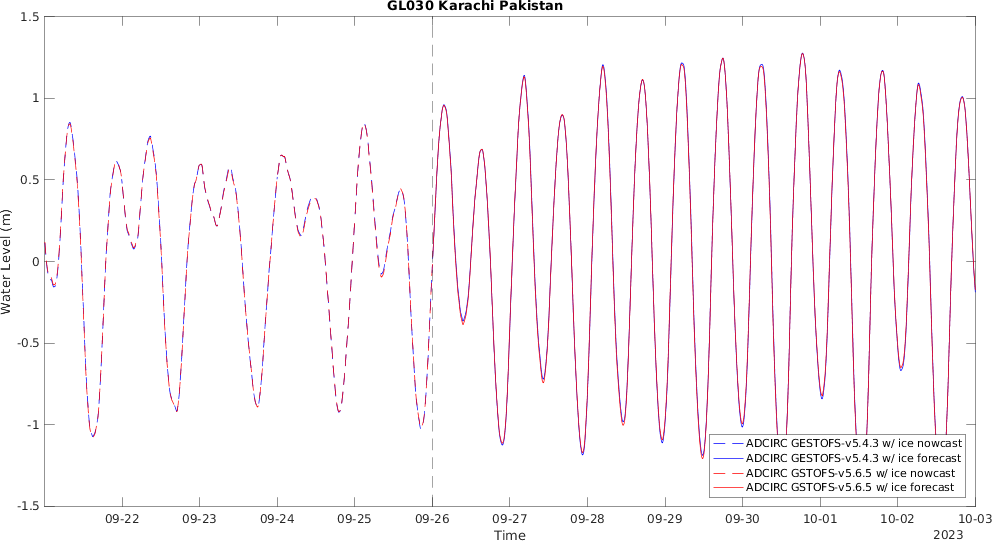 GL030 Karachi Pakistan
1.5
1
0.5
0
-0.5
-1
-1.5
Water Level (m)
ADCIRC GESTOFS-v5.4.3 w/ ice nowcast
ADCIRC GESTOFS-v5.4.3 w/ ice forecast
ADCIRC GSTOFS-v5.6.5 w/ ice nowcast
ADCIRC GSTOFS-v5.6.5 w/ ice forecast
09-22 09-23 09-24 09-25 09-26 09-27 09-28 09-29 09-30 10-01 10-02 10-03
Time
2023